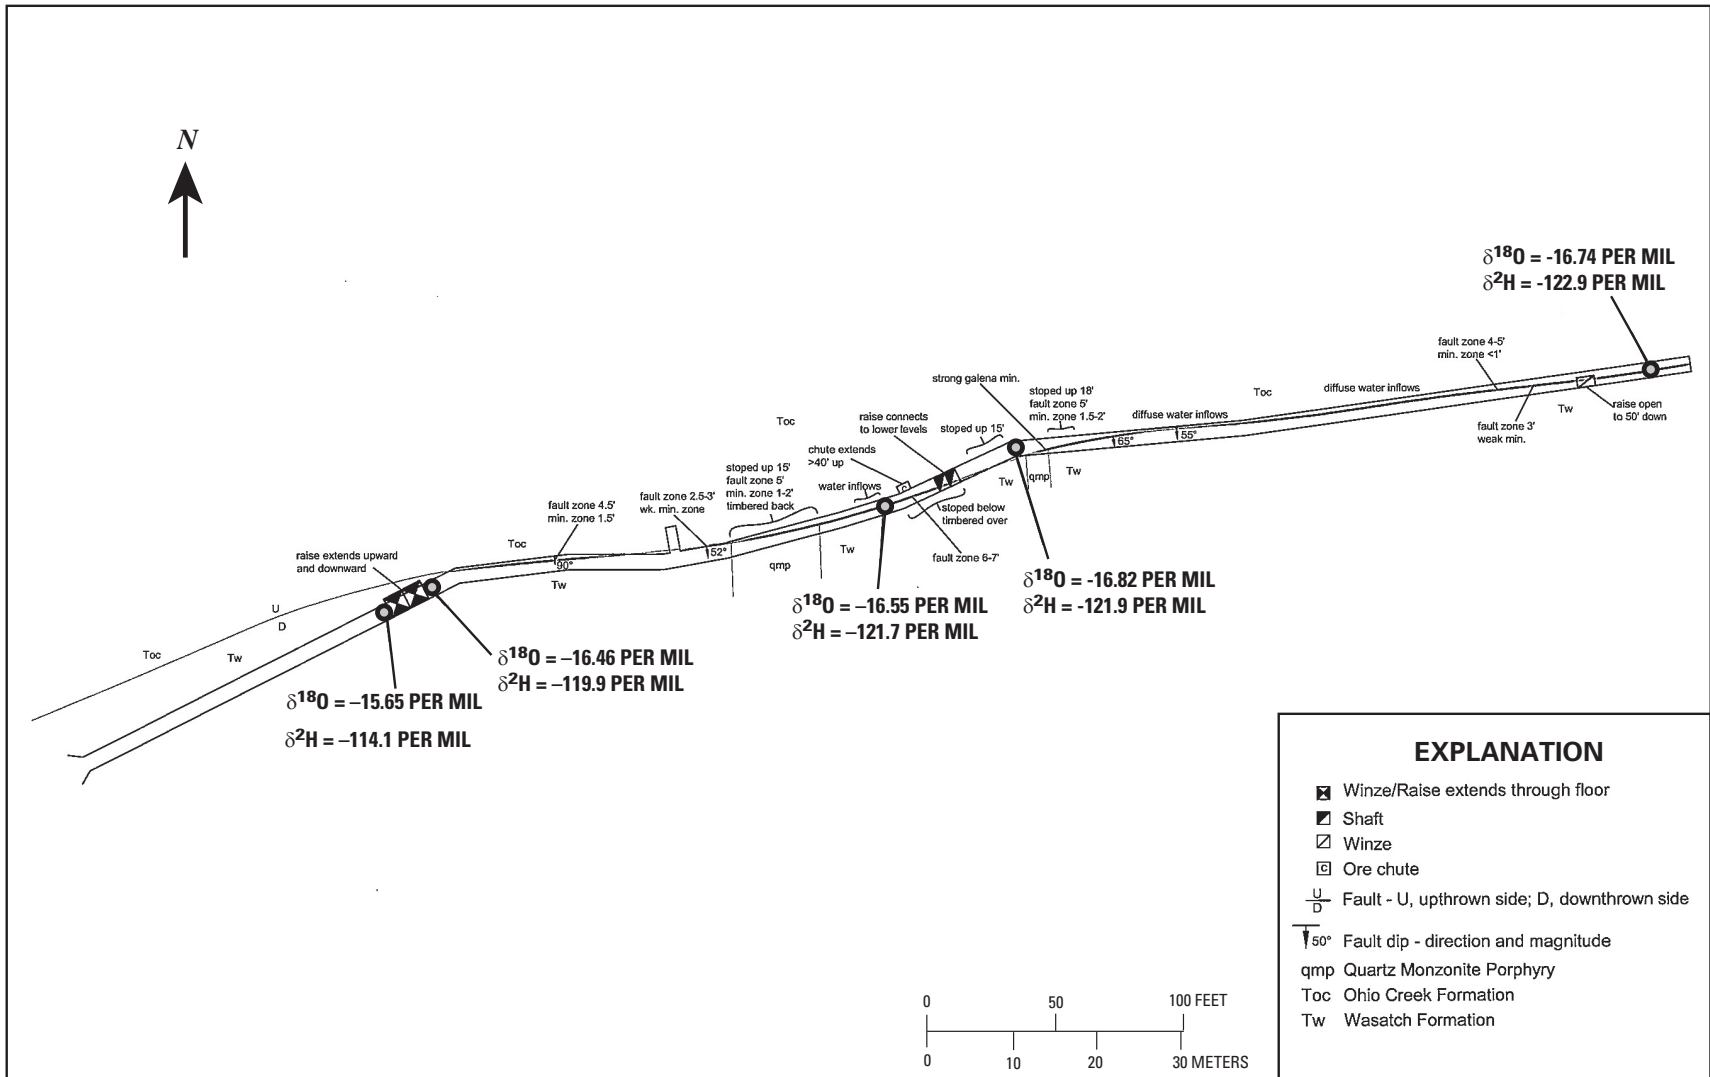 N
δ18O = -16.74 PER MIL
δ2H = -122.9 PER MIL
fault zone 4-5'
min. zone <1'
diffuse water inflows
Toc
raise open
to 50' down
Tw
fault zone 3'
weak min.
strong galena min.
stoped up 18'
fault zone 5'
min. zone 1.5-2'
diffuse water inflows
65°
55°
Toc
raise connects
to lower levels
stoped up 15'
chute extends
>40' up
c
water inflows
stoped up 15'
fault zone 5'
min. zone 1-2'
timbered back
Tw
qmp
Tw
stoped below
timbered over
fault zone 6-7'
fault zone 2.5-3'
wk. min. zone
fault zone 4.5'
min. zone 1.5'
52°
Tw
qmp
Toc
90°
Tw
raise extends upward
and downward
U
D
Toc
Tw
δ18O = -16.82 PER MIL
δ2H = -121.9 PER MIL
δ18O = –16.55 PER MIL
δ2H = –121.7 PER MIL
δ18O = –16.46 PER MIL
δ2H = –119.9 PER MIL
δ18O = –15.65 PER MIL
δ2H = –114.1 PER MIL
EXPLANATION
Winze/Raise extends through floor
Shaft
Winze
c Ore chute
U
D
Fault - U, upthrown side; D, downthrown side
50° Fault dip - direction and magnitude
qmp Quartz Monzonite Porphyry
Toc Ohio Creek Formation
Tw Wasatch Formation
0 50 100 FEET
0 10 20 30 METERS